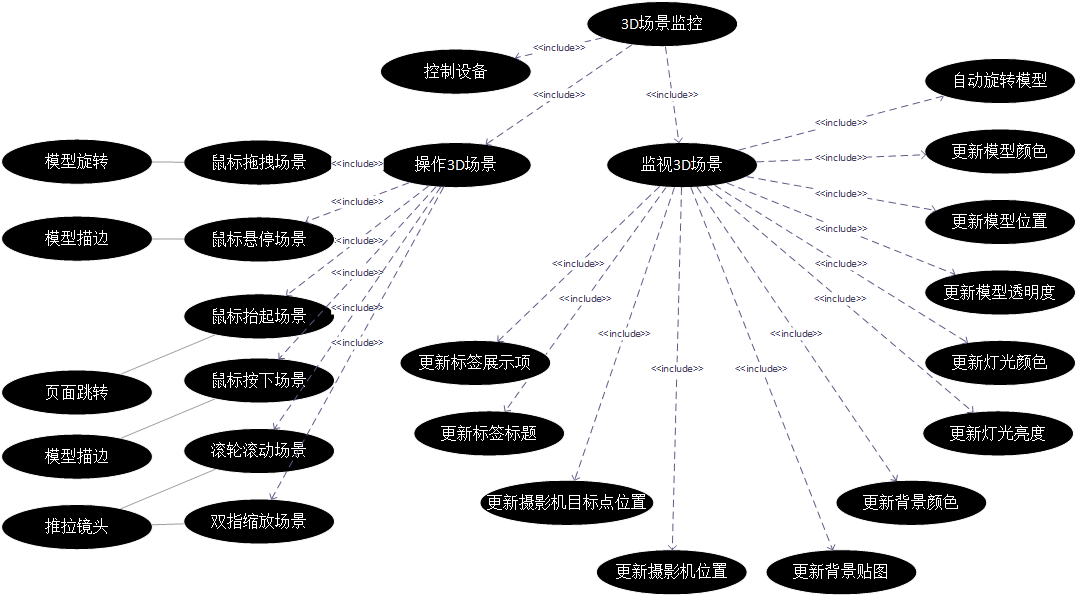 3D场景监控
<<include>>
控制设备
自动旋转模型
<<include>>
<<include>>
<<include>>
更新模型颜色
模型旋转
鼠标拖拽场景
<<include>>
操作3D场景
监视3D场景
<<include>>
<<include>>
<<include>>
更新模型位置
模型描边
鼠标悬停场景
<<include>>
<<include>>
<<include>>
<<include>>
<<include>>
更新模型透明度
<<include>>
<<include>>
<<include>>
鼠标抬起场景
<<include>>
<<include>>
<<include>>
<<include>>
更新标签展示项
更新灯光颜色
<<include>>
<<include>>
页面跳转
鼠标按下场景
更新标签标题
更新灯光亮度
模型描边
滚轮滚动场景
更新摄影机目标点位置
更新背景颜色
推拉镜头
双指缩放场景
更新摄影机位置
更新背景贴图